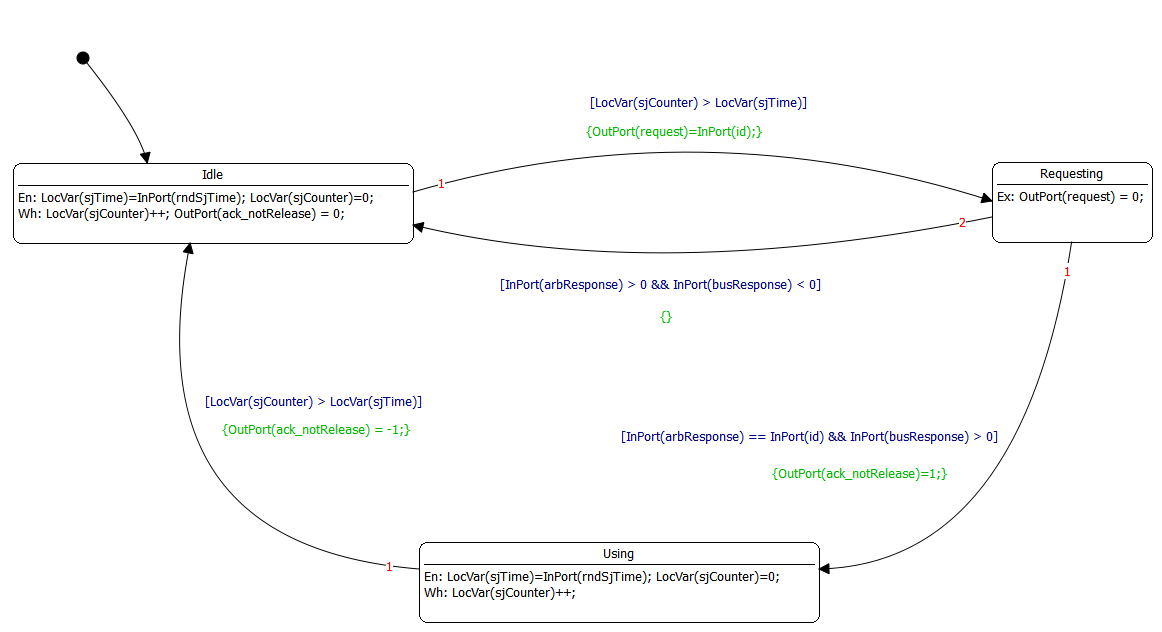 [LocVar(sjCounter) > LocVar(sjTime)]
{OutPort(request)=InPort(id);}
Idle
En: LocVar(sjTime)=InPort(rndSjTime); LocVar(sjCounter)=0;
Wh: LocVar(sjCounter)++; OutPort(ack_notRelease) = 0;
1
Requesting
Ex: OutPort(request) = 0;
2
1
[InPort(arbResponse) > 0 && InPort(busResponse) < 0]
{}
[LocVar(sjCounter) > LocVar(sjTime)]
{OutPort(ack_notRelease) = -1;}
[InPort(arbResponse) == InPort(id) && InPort(busResponse) > 0]
{OutPort(ack_notRelease)=1;}
1
Using
En: LocVar(sjTime)=InPort(rndSjTime); LocVar(sjCounter)=0;
Wh: LocVar(sjCounter)++;